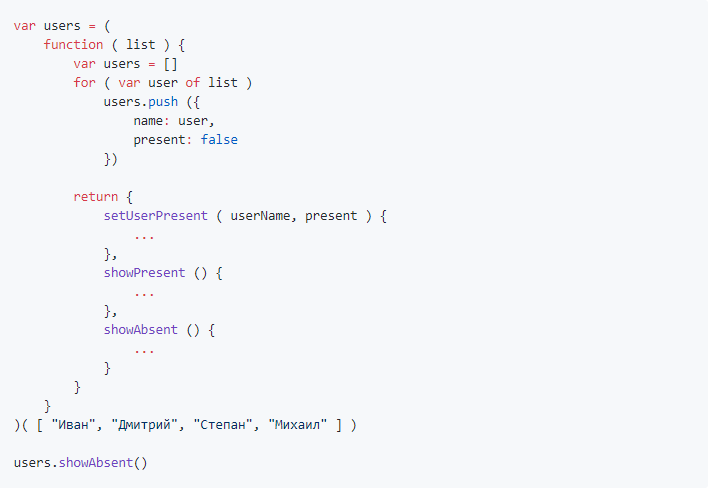 var users = (
    function ( list ) {
        var users = []
        for ( var user of list )
            users.push ({
                name: user,
                present: false
            })

        return {
            setUserPresent ( userName, present ) {
                ...
            },
            showPresent () {
                ...
            },
            showAbsent () {
                ...
            }
        }
    }
)( [ "Иван", "Дмитрий", "Степан", "Михаил" ] )

users.showAbsent()